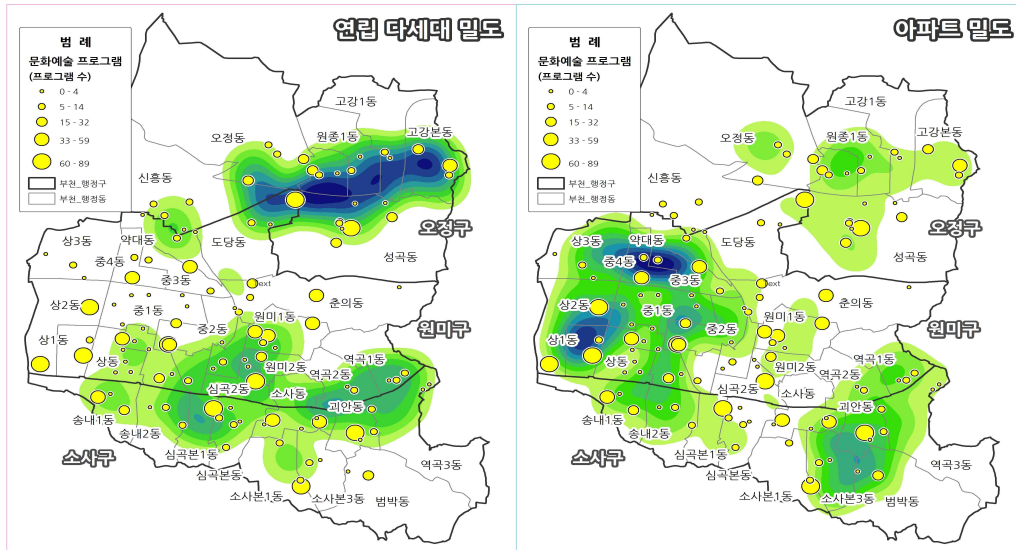 연립 다세대 밀도
범 례
문화예술 프로그램
(프로그램 수)
0 - 4
5 - 14
15 - 32
33 - 59
60 - 89
부천_행정구
부천_행정동
고강1동
오정동
원종1동
고강본동
신흥동
오정구
상3동
약대동
도당동
성곡동
중4동
중3동
ext
상2동
중1동
춘의동
원미1동
중2동
원미구
상1동
상동
역곡1동
원미2동
역곡2동
심곡2동
소사동
괴안동
송내1동
송내2동
소사구
심곡본1동
심곡본동
역곡3동
소사본1동
소사본3동
범박동
아파트 밀도
범 례
문화예술 프로그램
(프로그램 수)
0 - 4
5 - 14
15 - 32
33 - 59
60 - 89
부천_행정구
부천_행정동
고강1동
오정동
원종1동
고강본동
신흥동
오정구
상3동
약대동
도당동
성곡동
중4동
중3동
ext
상2동
중1동
춘의동
원미1동
중2동
원미구
상1동
상동
역곡1동
원미2동
역곡2동
심곡2동
소사동
괴안동
송내1동
송내2동
소사구
심곡본1동
심곡본동
역곡3동
소사본1동
소사본3동
범박동